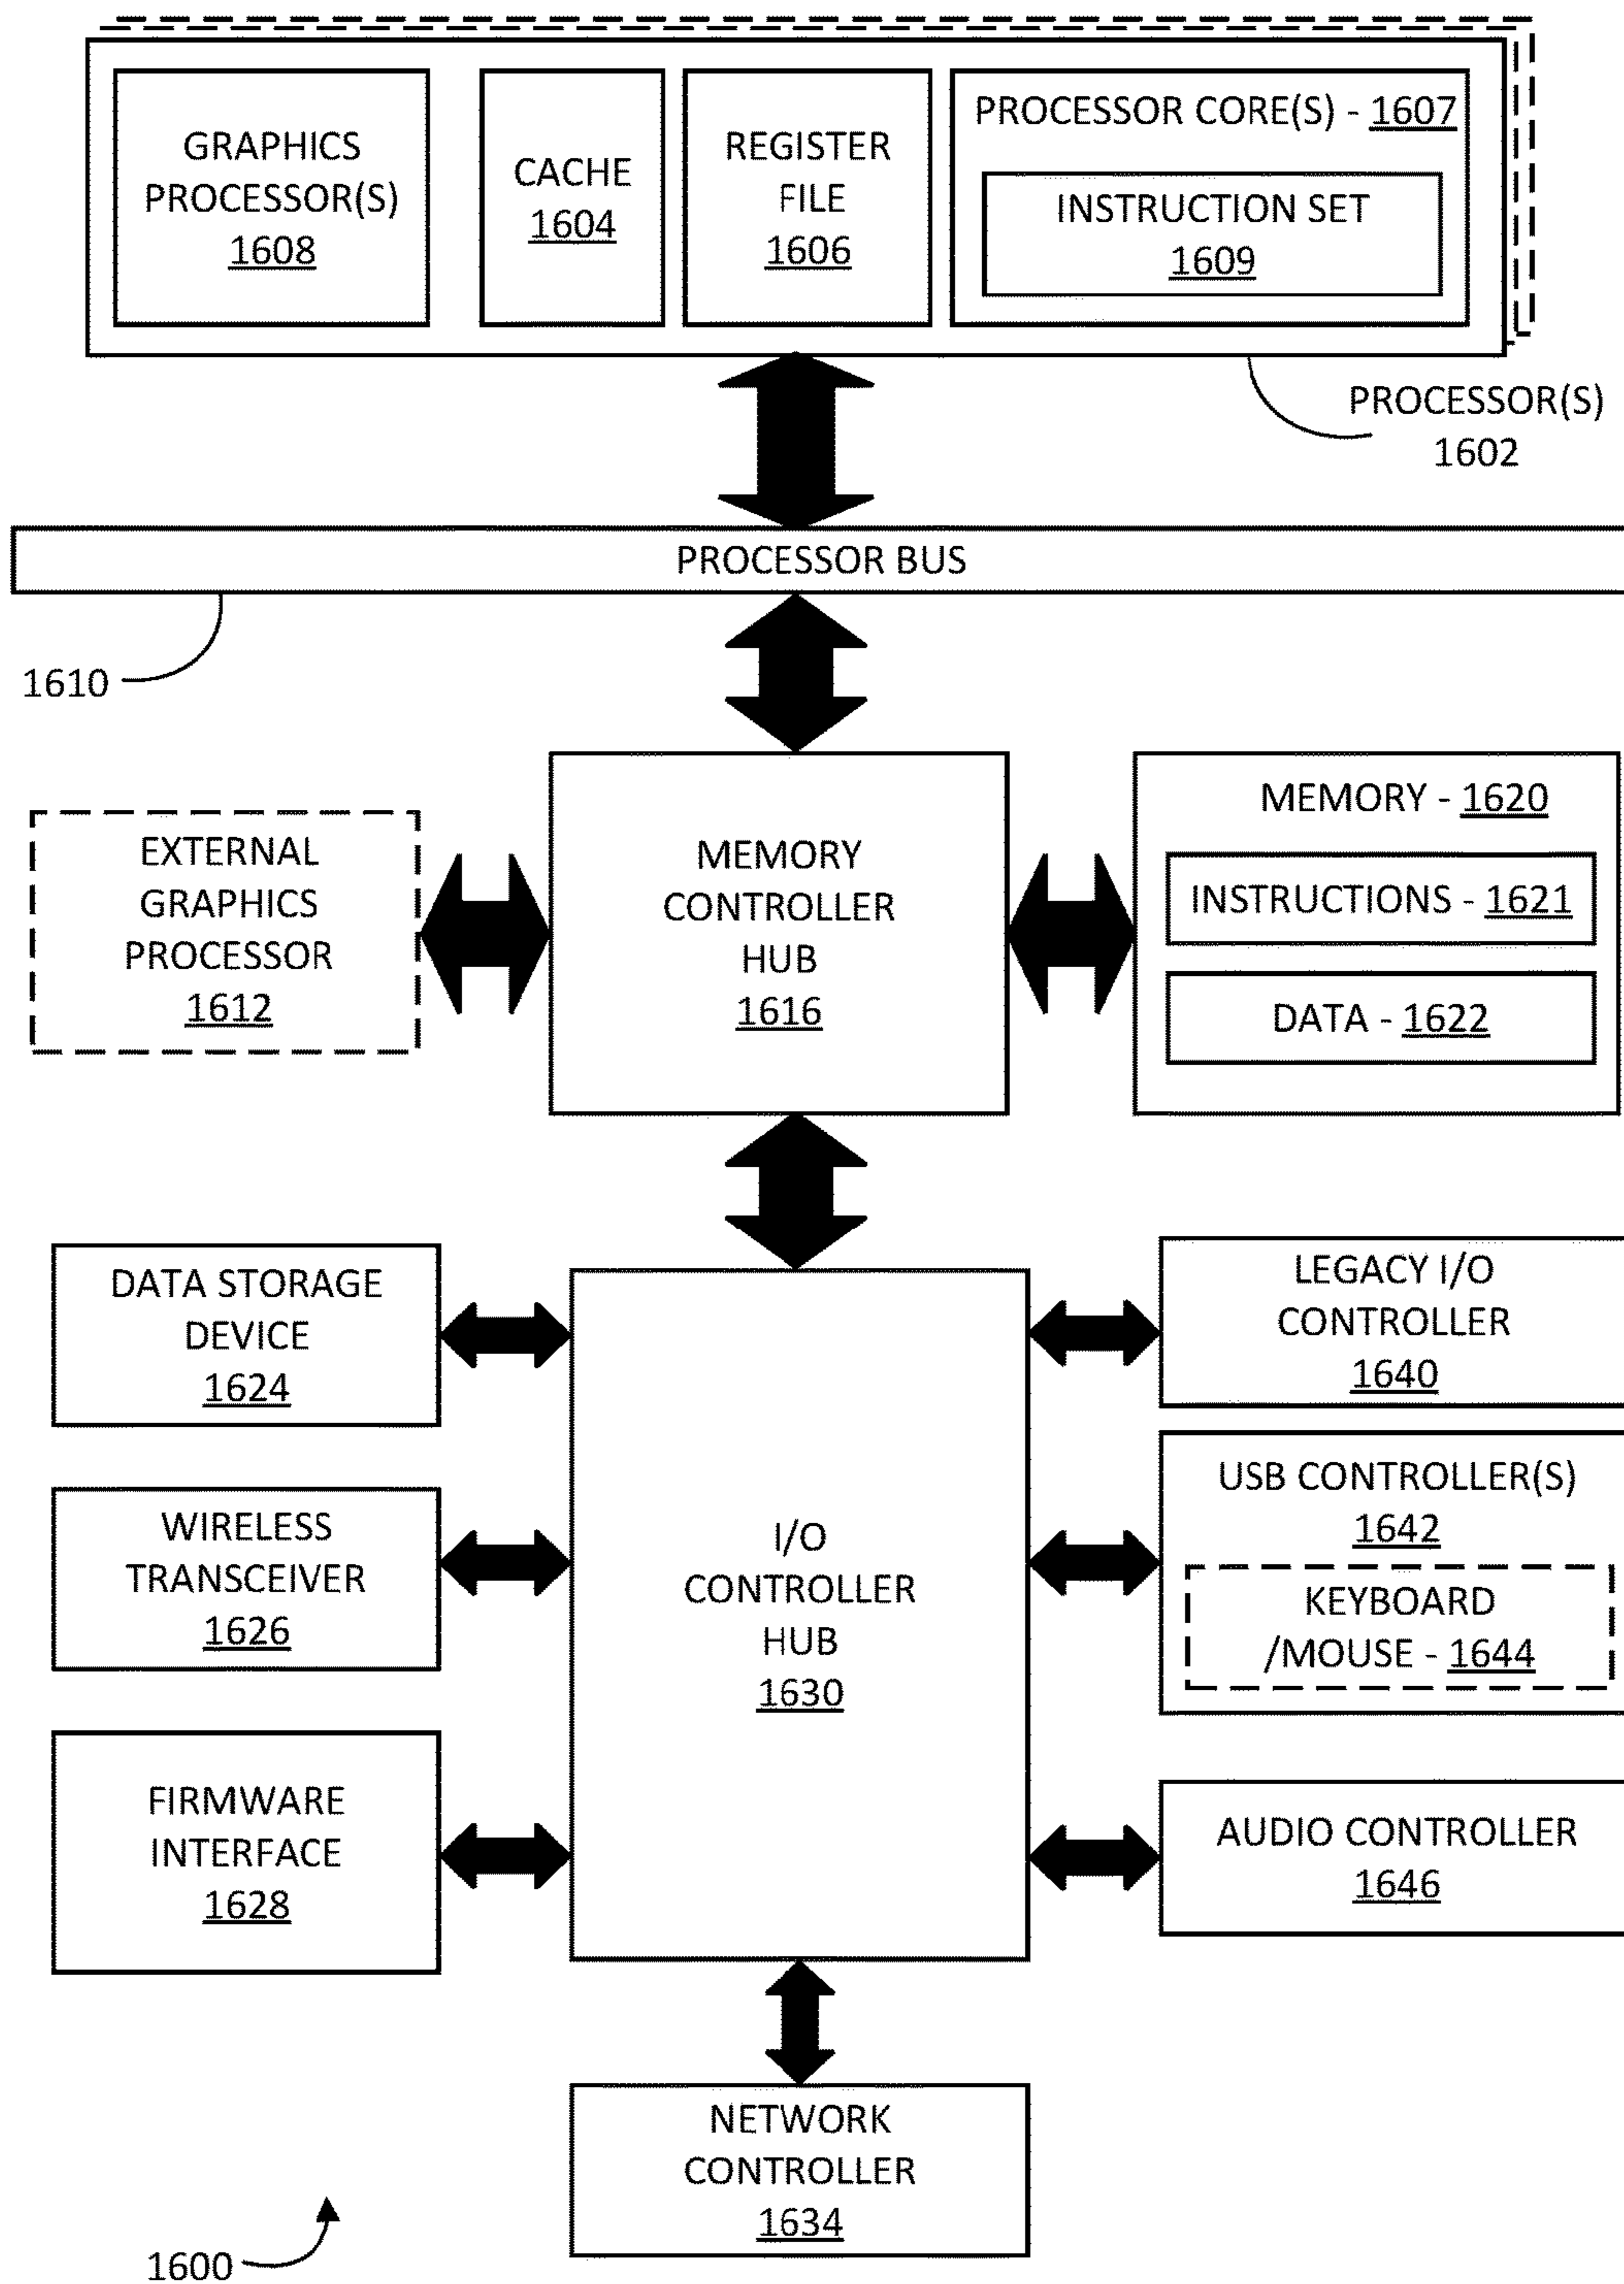 GRAPHICS
PROCESSOR(S)
1608
CACHE
1604
REGISTER
FILE
1606
PROCESSOR CORE(S) - 1607
INSTRUCTION SET
1609
PROCESSOR(S)
1602
PROCESSOR BUS
1610
EXTERNAL
GRAPHICS
PROCESSOR
1612
MEMORY
CONTROLLER
HUB
1616
MEMORY - 1620
INSTRUCTIONS - 1621
DATA - 1622
DATA STORAGE
DEVICE
1624
WIRELESS
TRANSCEIVER
1626
FIRMWARE
INTERFACE
1628
I/O
CONTROLLER
HUB
1630
LEGACY I/O
CONTROLLER
1640
USB CONTROLLER(S)
1642
KEYBOARD
/MOUSE - 1644
AUDIO CONTROLLER
1646
NETWORK
CONTROLLER
1634
1600